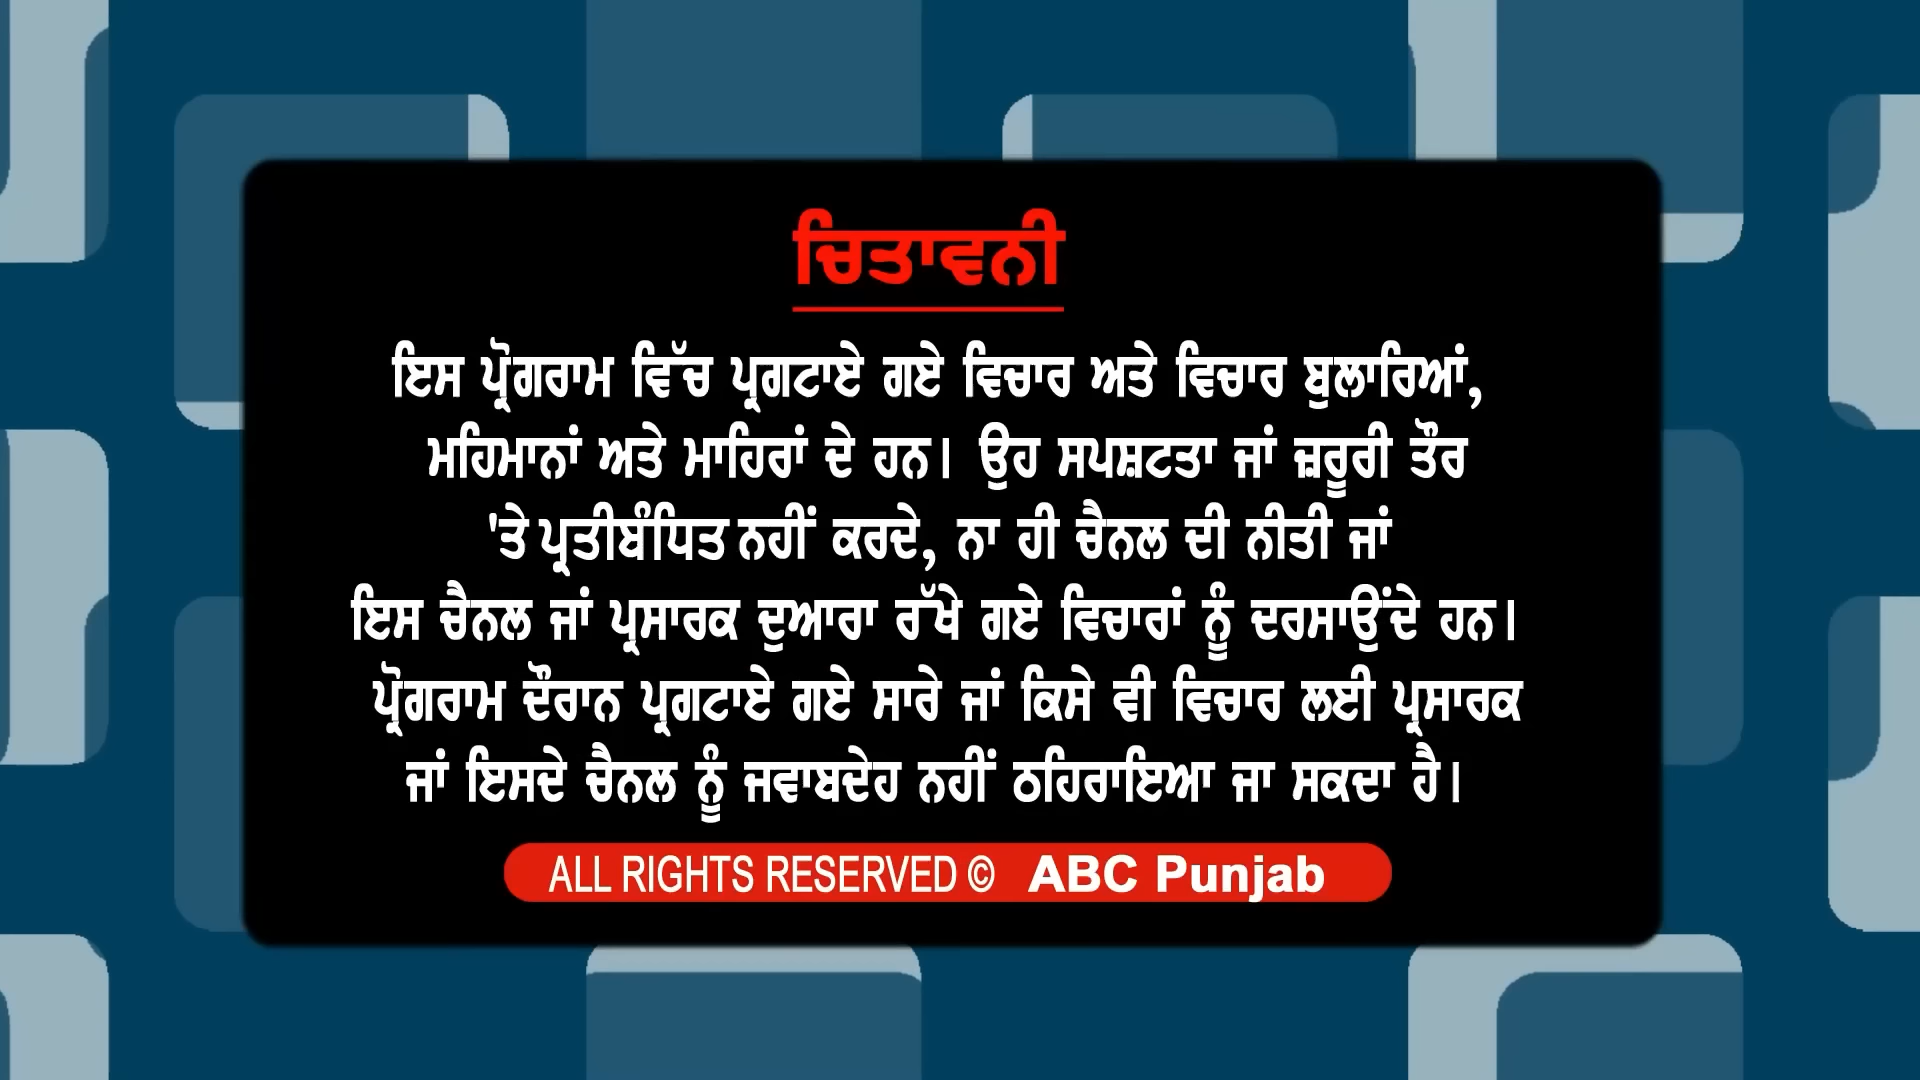 ਚਿਤਾਵਨੀ
ਇਸ ਪ੍ਰੋਗਰਾਮ ਵਿੱਚ ਪ੍ਰਗਟਾਏ ਗਏ ਵਿਚਾਰ ਅਤੇ ਵਿਚਾਰ ਬੁਲਾਰਿਆਂ,
ਮਹਿਮਾਨਾਂ ਅਤੇ ਮਾਹਿਰਾਂ ਦੇ ਹਨ। ਉਹ ਸਪਸ਼ਟਤਾ ਜਾਂ ਜ਼ਰੂਰੀ ਤੌਰ
'ਤੇ ਪ੍ਰਤੀਬੰਧਿਤ ਨਹੀਂ ਕਰਦੇ, ਨਾ ਹੀ ਚੈਨਲ ਦੀ ਨੀਤੀ ਜਾਂ
ਇਸ ਚੈਨਲ ਜਾਂ ਪ੍ਰਸਾਰਕ ਦੁਆਰਾ ਰੱਖੇ ਗਏ ਵਿਚਾਰਾਂ ਨੂੰ ਦਰਸਾਉਂਦੇ ਹਨ।
ਪ੍ਰੋਗਰਾਮ ਦੌਰਾਨ ਪ੍ਰਗਟਾਏ ਗਏ ਸਾਰੇ ਜਾਂ ਕਿਸੇ ਵੀ ਵਿਚਾਰ ਲਈ ਪ੍ਰਸਾਰਕ
ਜਾਂ ਇਸਦੇ ਚੈਨਲ ਨੂੰ ਜਵਾਬਦੇਹ ਨਹੀਂ ਠਹਿਰਾਇਆ ਜਾ ਸਕਦਾ ਹੈ।
ALL RIGHTS RESERVED © ABC Punjab